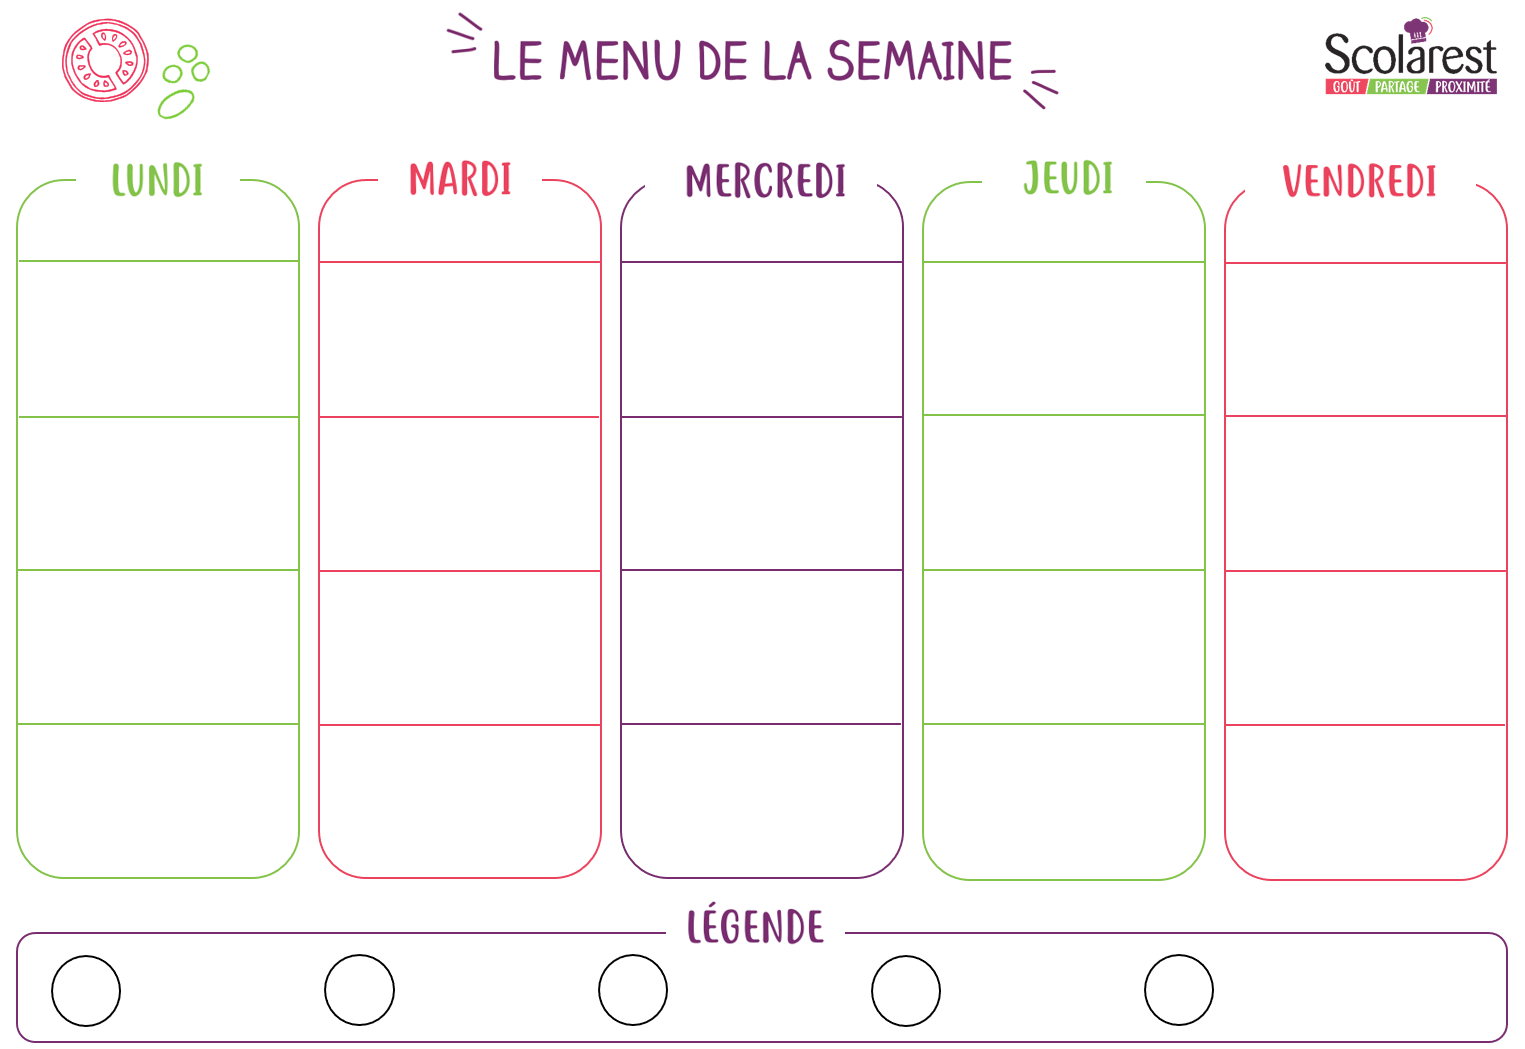 LE MENU DE LA SEMAINE
Scolarest
GOÛT PARTAGE PROXIMITÉ
LUNDI
MARDI
MERCREDI
JEUDI
VENDREDI
LÉGENDE